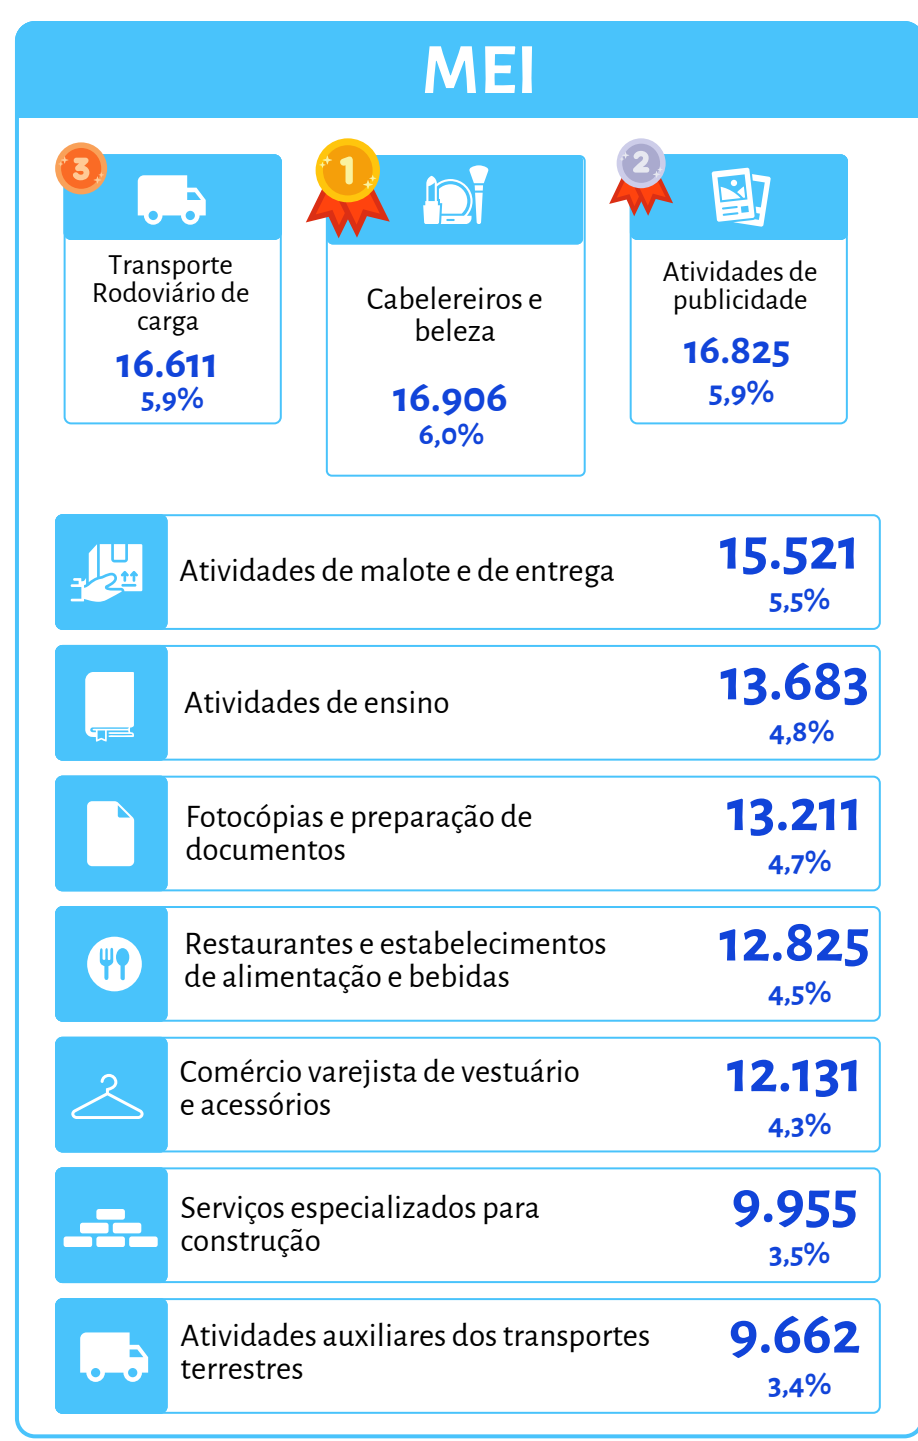 MEI
3
Transporte
Rodoviário de
carga
16.611
5,9%
1
Cabelereiros e
beleza
16.906
6,0%
2
Atividades de
publicidade
16.825
5,9%
Atividades de malote e de entrega
15.521
5,5%
Atividades de ensino
13.683
4,8%
Fotocópias e preparação de
documentos
13.211
4,7%
Restaurantes e estabelecimentos
de alimentação e bebidas
12.825
4,5%
Comércio varejista de vestuário
e acessórios
12.131
4,3%
Serviços especializados para
construção
9.955
3,5%
Atividades auxiliares dos transportes
terrestres
9.662
3,4%